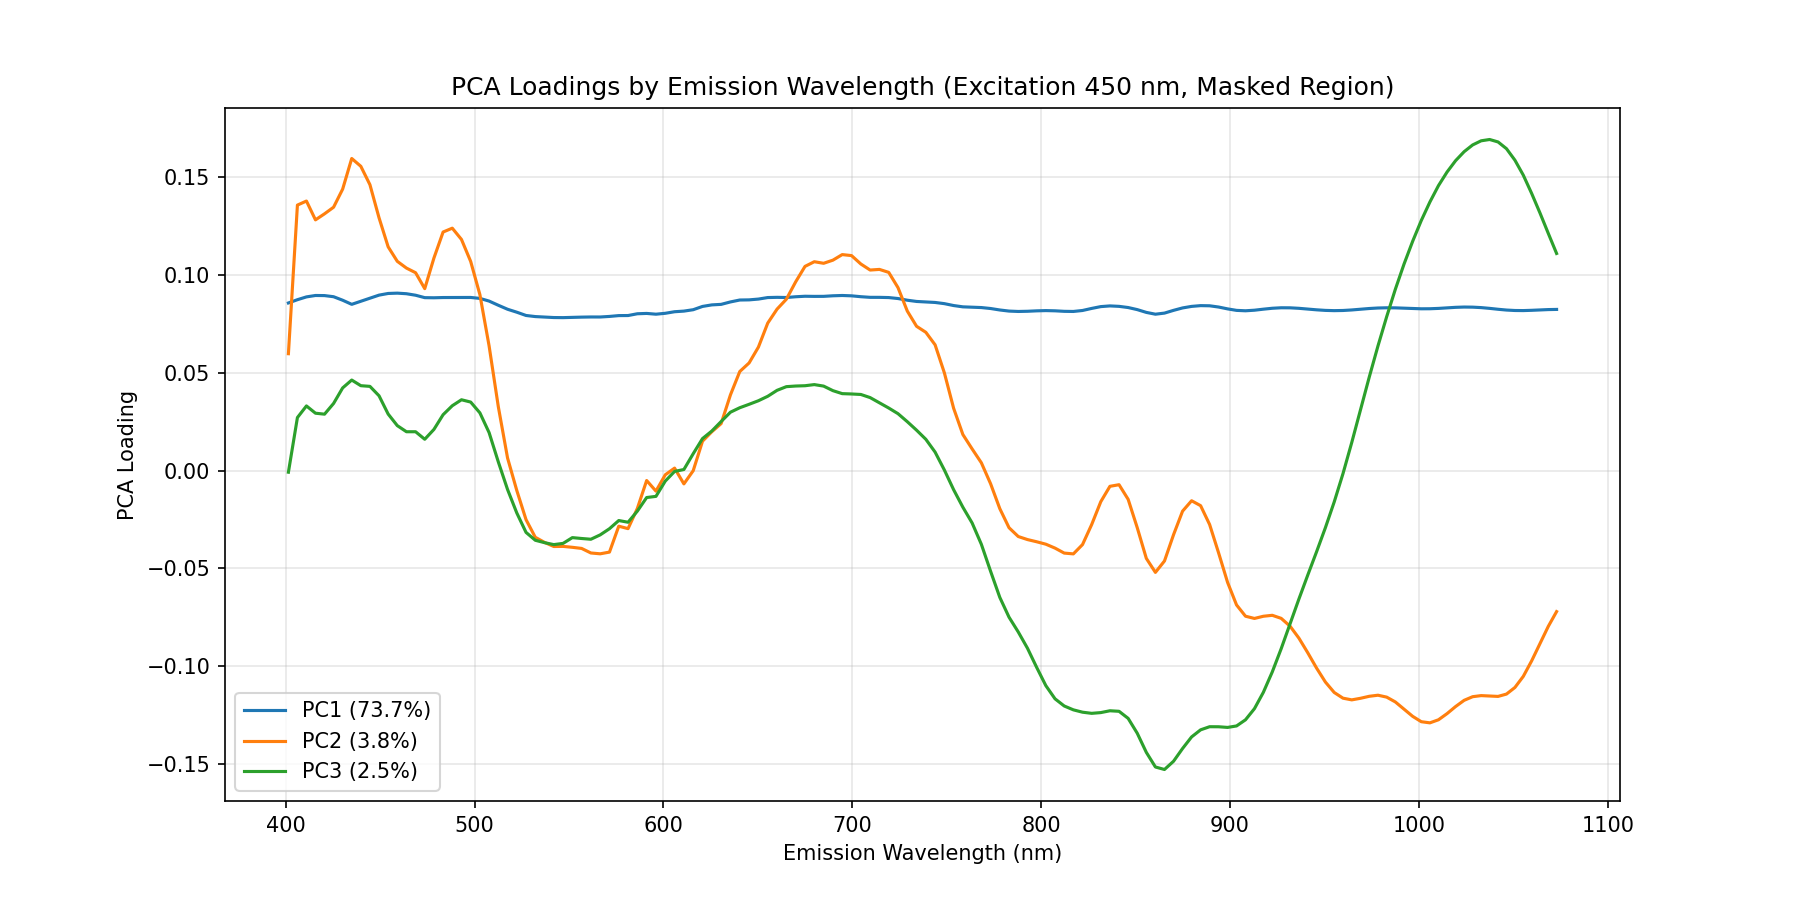 PCA Loadings by Emission Wavelength (Excitation 450 nm, Masked Region)
PCA Loading
0.15
0.10
0.05
0.00
−0.05
−0.10
−0.15
PC1 (73.7%)
PC2 (3.8%)
PC3 (2.5%)
400 500 600 700 800 900 1000 1100
Emission Wavelength (nm)